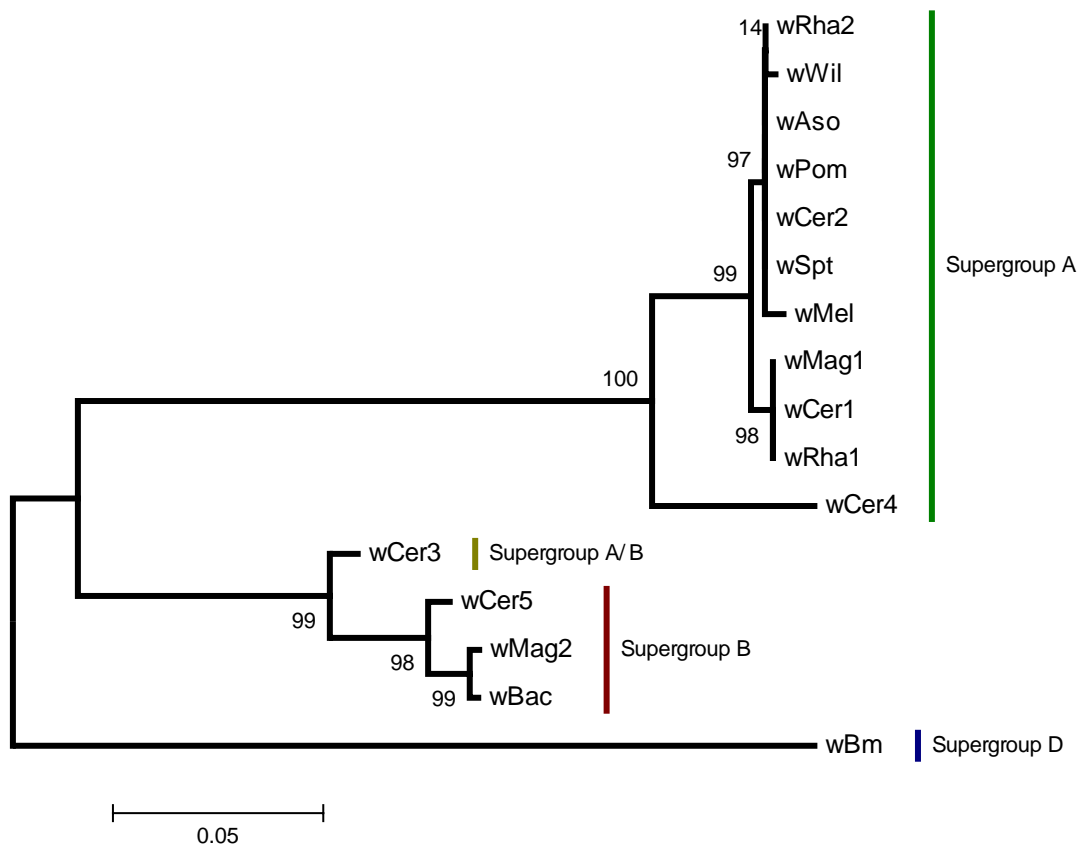 14 wRha2
wWil
wAso
97 wPom
wCer2
99 wSpt Supergroup A
wMel
100 wMag1
wCer1
98 wRha1
wCer4
wCer3 Supergroup A/ B
99 wCer5
98 wMag2 Supergroup B
99 wBac
wBm Supergroup D
0.05